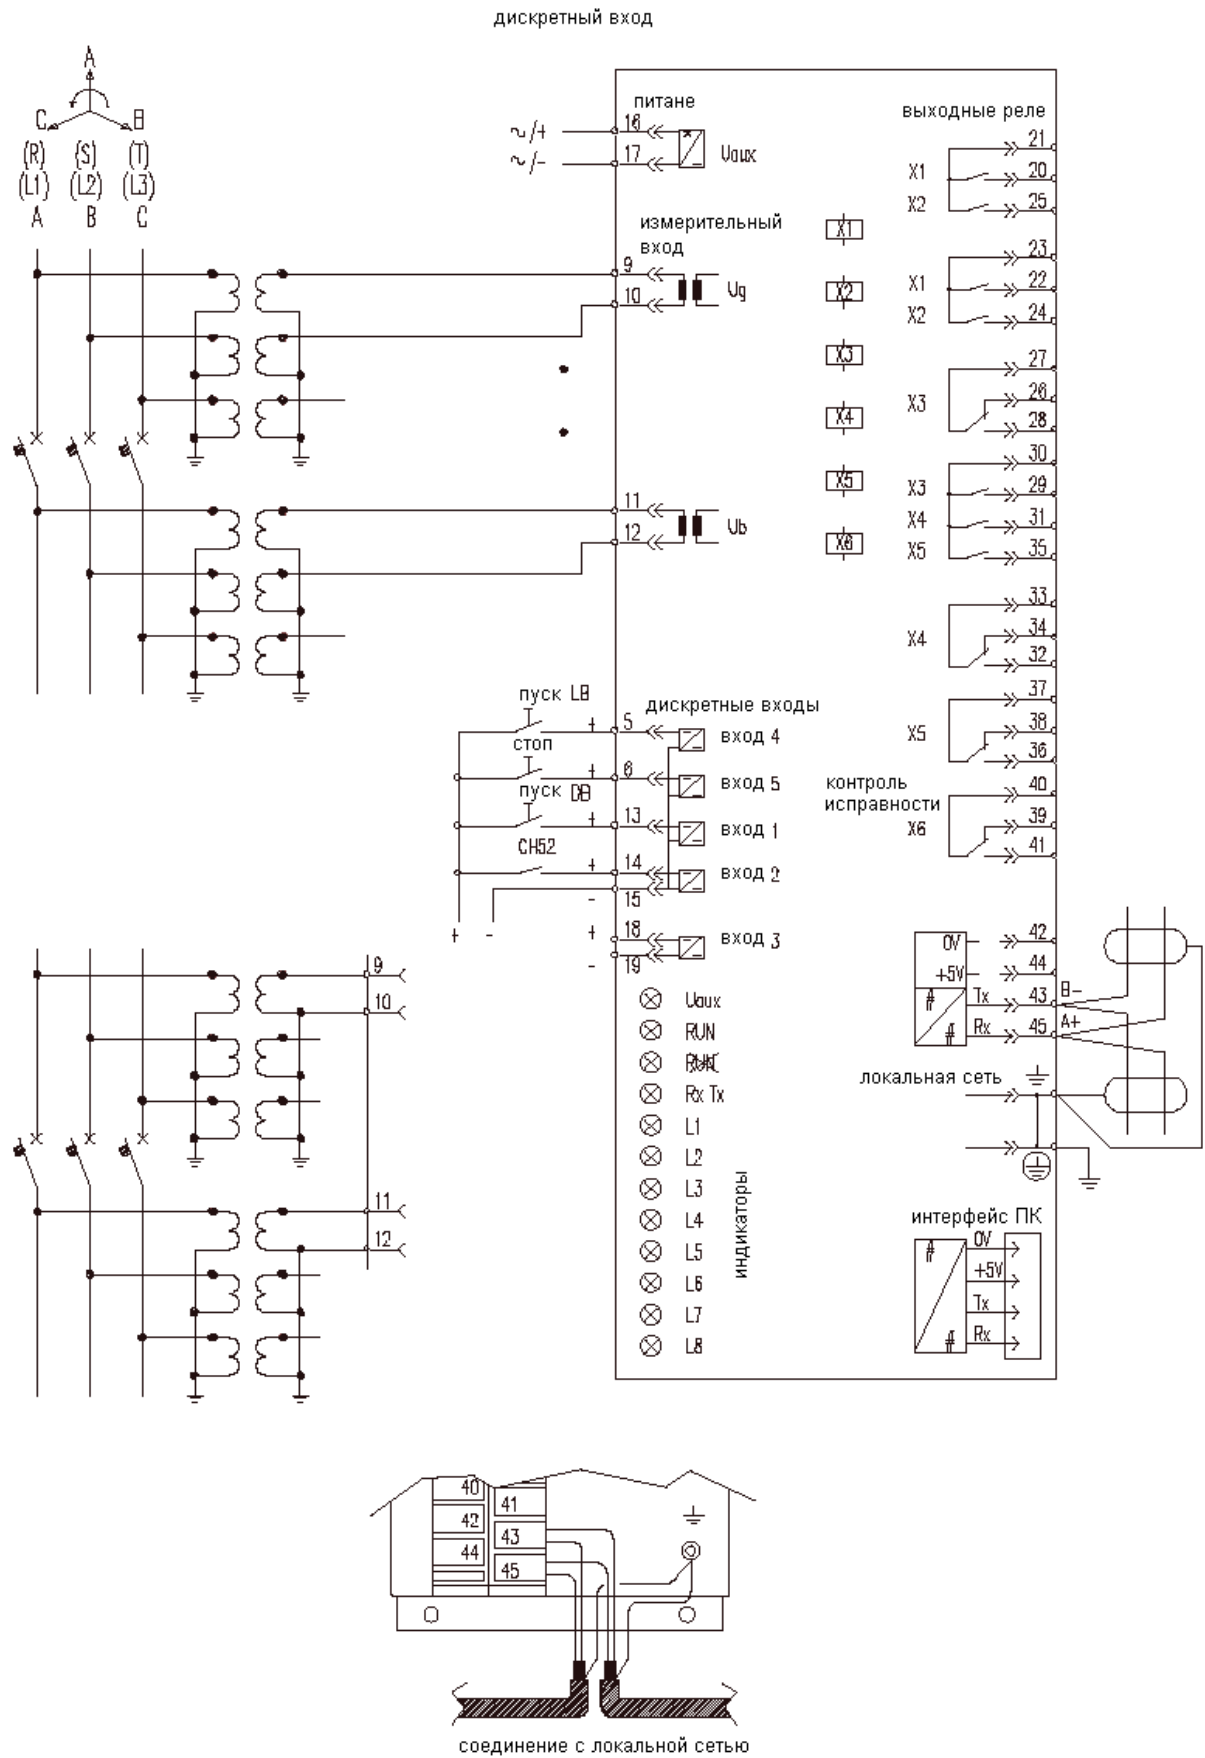 дискретный вход
A
C
B
(R) (S) (T)
(L1) (L2) (L3)
A B C
≂/+
≂/-
питане
16
17
Uaux
измерительный
вход
9
10
Ug
11
12
Ub
X1
X2
X3
X4
X5
X6
выходные реле
X1
X2
21
20
25
X1
X2
23
22
24
X3
27
26
28
X3
X4
X5
30
29
31
35
X4
33
34
32
X5
37
38
36
контроль
исправности
X6
40
39
41
дискретные входы
пуск LB
+ 5 вход 4
стоп
+ 6 вход 5
пуск DB
+ 13 вход 1
CH52
+ 14 вход 2
- 15
+ -
+ 18 вход 3
- 19
Uaux
RUN
RUN
Rx Tx
L1
L2
L3
L4
L5
L6
L7
L8
индикаторы
0V 42
+5V 44
# Tx 43 B-
# Rx 45 A+
локальная сеть
интерфейс ПК
# 0V
+5V
Tx
# Rx
9
10
11
12
40
41
42
43
44
45
соединение с локальной сетью